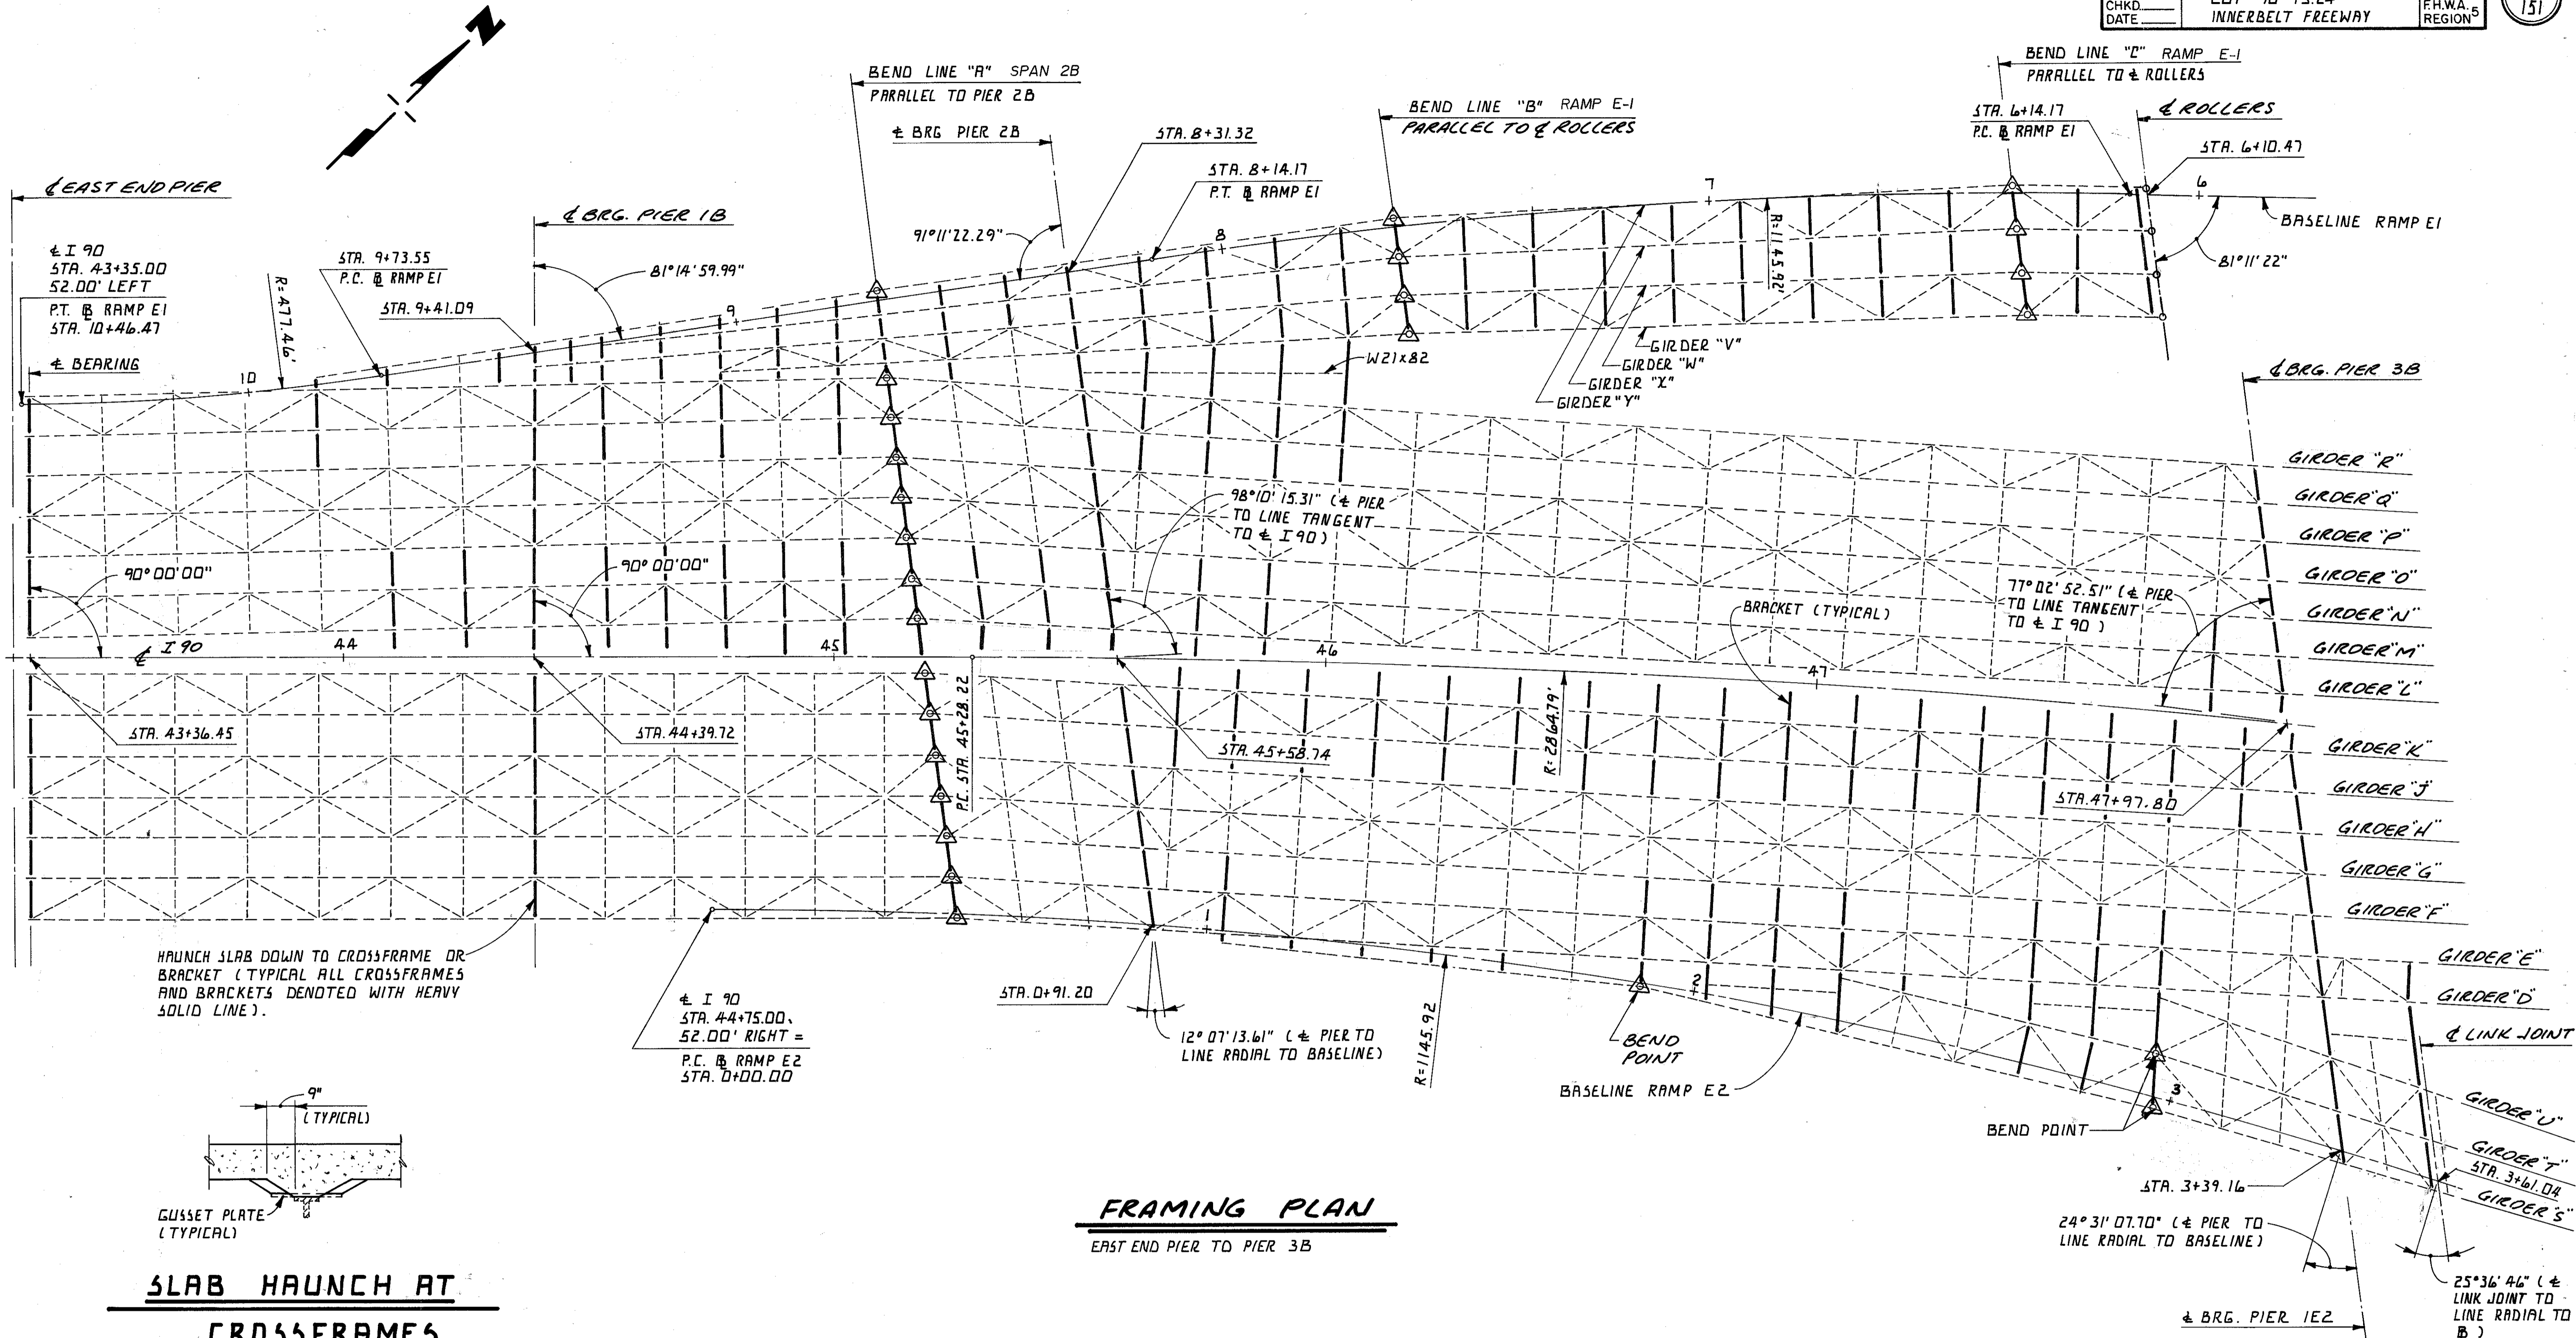 CHKD.
DATE
INNERBELT FREEWAY
F.H.W.A.
REGION 5
151
N
BEND LINE "A" SPAN 2B
PARALLEL TO PIER 2B
℄ BRG PIER 2B
STA. 8+31.32
STA. 8+14.17
P.T. ℄ RAMP E1
BEND LINE "B" RAMP E-1
PARALLEL TO ℄ ROLLERS
BEND LINE "C" RAMP E-1
PARALLEL TO ℄ ROLLERS
STA. 6+14.17
P.C. ℄ RAMP E1
℄ ROLLERS
STA. 6+10.47
6
BASELINE RAMP E1
81°11'22"
7
R=1145.92'
8
91°11'22.29"
℄ EAST END PIER
℄ I 90
STA. 43+35.00
52.00' LEFT
P.T. ℄ RAMP E1
STA. 10+46.47
℄ BEARING
10
R=477.46'
STA. 9+73.55
P.C. ℄ RAMP E1
STA. 9+41.09
℄ BRG. PIER 1B
81°14'59.99"
9
W21x82
GIRDER "V"
GIRDER "W"
GIRDER "X"
GIRDER "Y"
℄ BRG. PIER 3B
GIRDER "R"
GIRDER "Q"
GIRDER "P"
GIRDER "O"
GIRDER "N"
GIRDER "M"
GIRDER "L"
GIRDER "K"
GIRDER "J"
GIRDER "H"
GIRDER "G"
GIRDER "F"
GIRDER "E"
GIRDER "D"
℄ LINK JOINT
GIRDER "U"
GIRDER "T"
STA. 3+61.04
GIRDER "S"
98°10'15.31" (℄ PIER
TO LINE TANGENT
TO ℄ I 90)
77°02'52.51" (℄ PIER
TO LINE TANGENT
TO ℄ I 90)
BRACKET (TYPICAL)
90°00'00"
90°00'00"
℄ I 90
44
45
46
47
STA. 43+36.45
STA. 44+39.72
P.C. STA. 45+28.22
STA. 45+58.74
R=2864.79'
STA. 47+97.80
HAUNCH SLAB DOWN TO CROSSFRAME OR
BRACKET (TYPICAL ALL CROSSFRAMES
AND BRACKETS DENOTED WITH HEAVY
SOLID LINE).
℄ I 90
STA. 44+75.00,
52.00' RIGHT =
P.C. ℄ RAMP E2
STA. 0+00.00
STA. 0+91.20
1
12°07'13.61" (℄ PIER TO
LINE RADIAL TO BASELINE)
R=1145.92
BEND
POINT
2
BASELINE RAMP E2
BEND POINT
3
STA. 3+39.16
24°31'07.70" (℄ PIER TO
LINE RADIAL TO BASELINE)
25°36'46" (℄
LINK JOINT TO
LINE RADIAL TO
℄)
℄ BRG. PIER 1E2
9"
(TYPICAL)
GUSSET PLATE
(TYPICAL)
SLAB HAUNCH AT
CROSSFRAMES
FRAMING PLAN
EAST END PIER TO PIER 3B